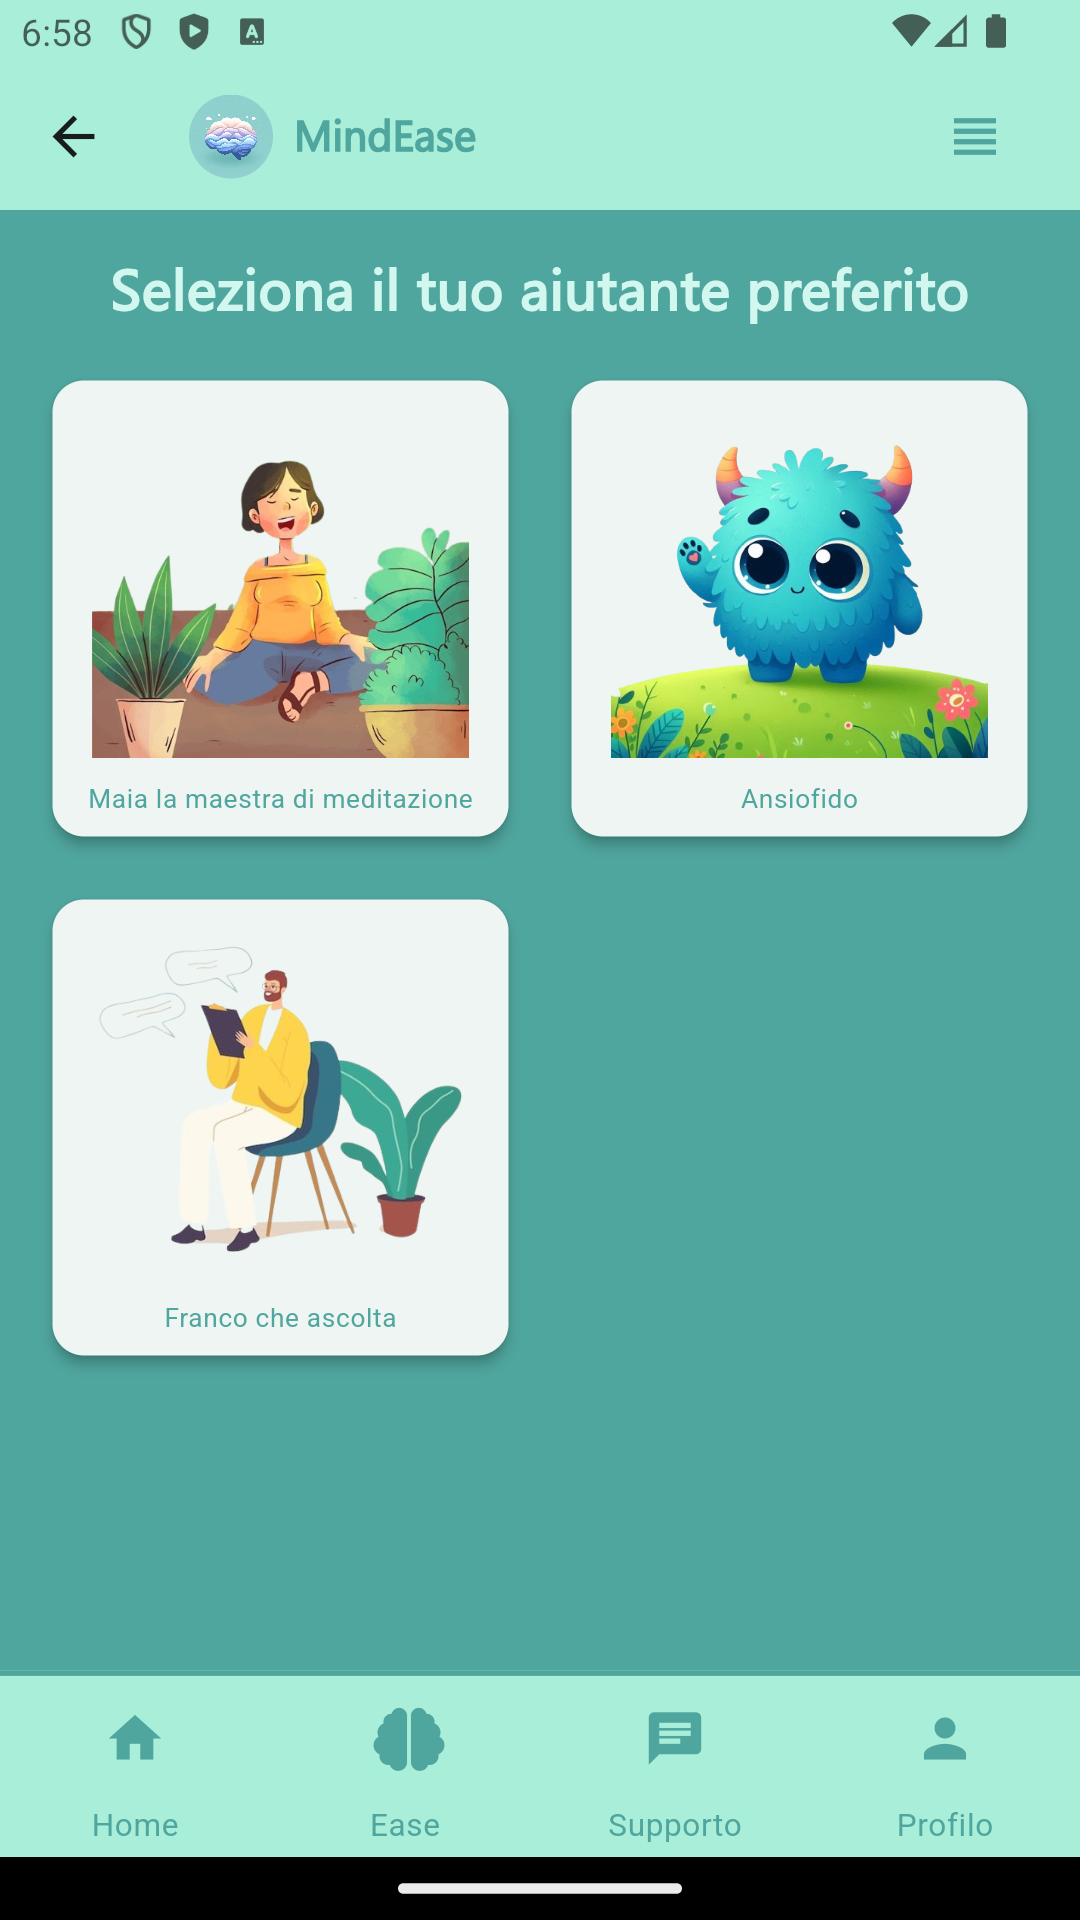 6:58
MindEase
Seleziona il tuo aiutante preferito
Maia la maestra di meditazione
Ansiofido
Franco che ascolta
Home
Ease
Supporto
Profilo